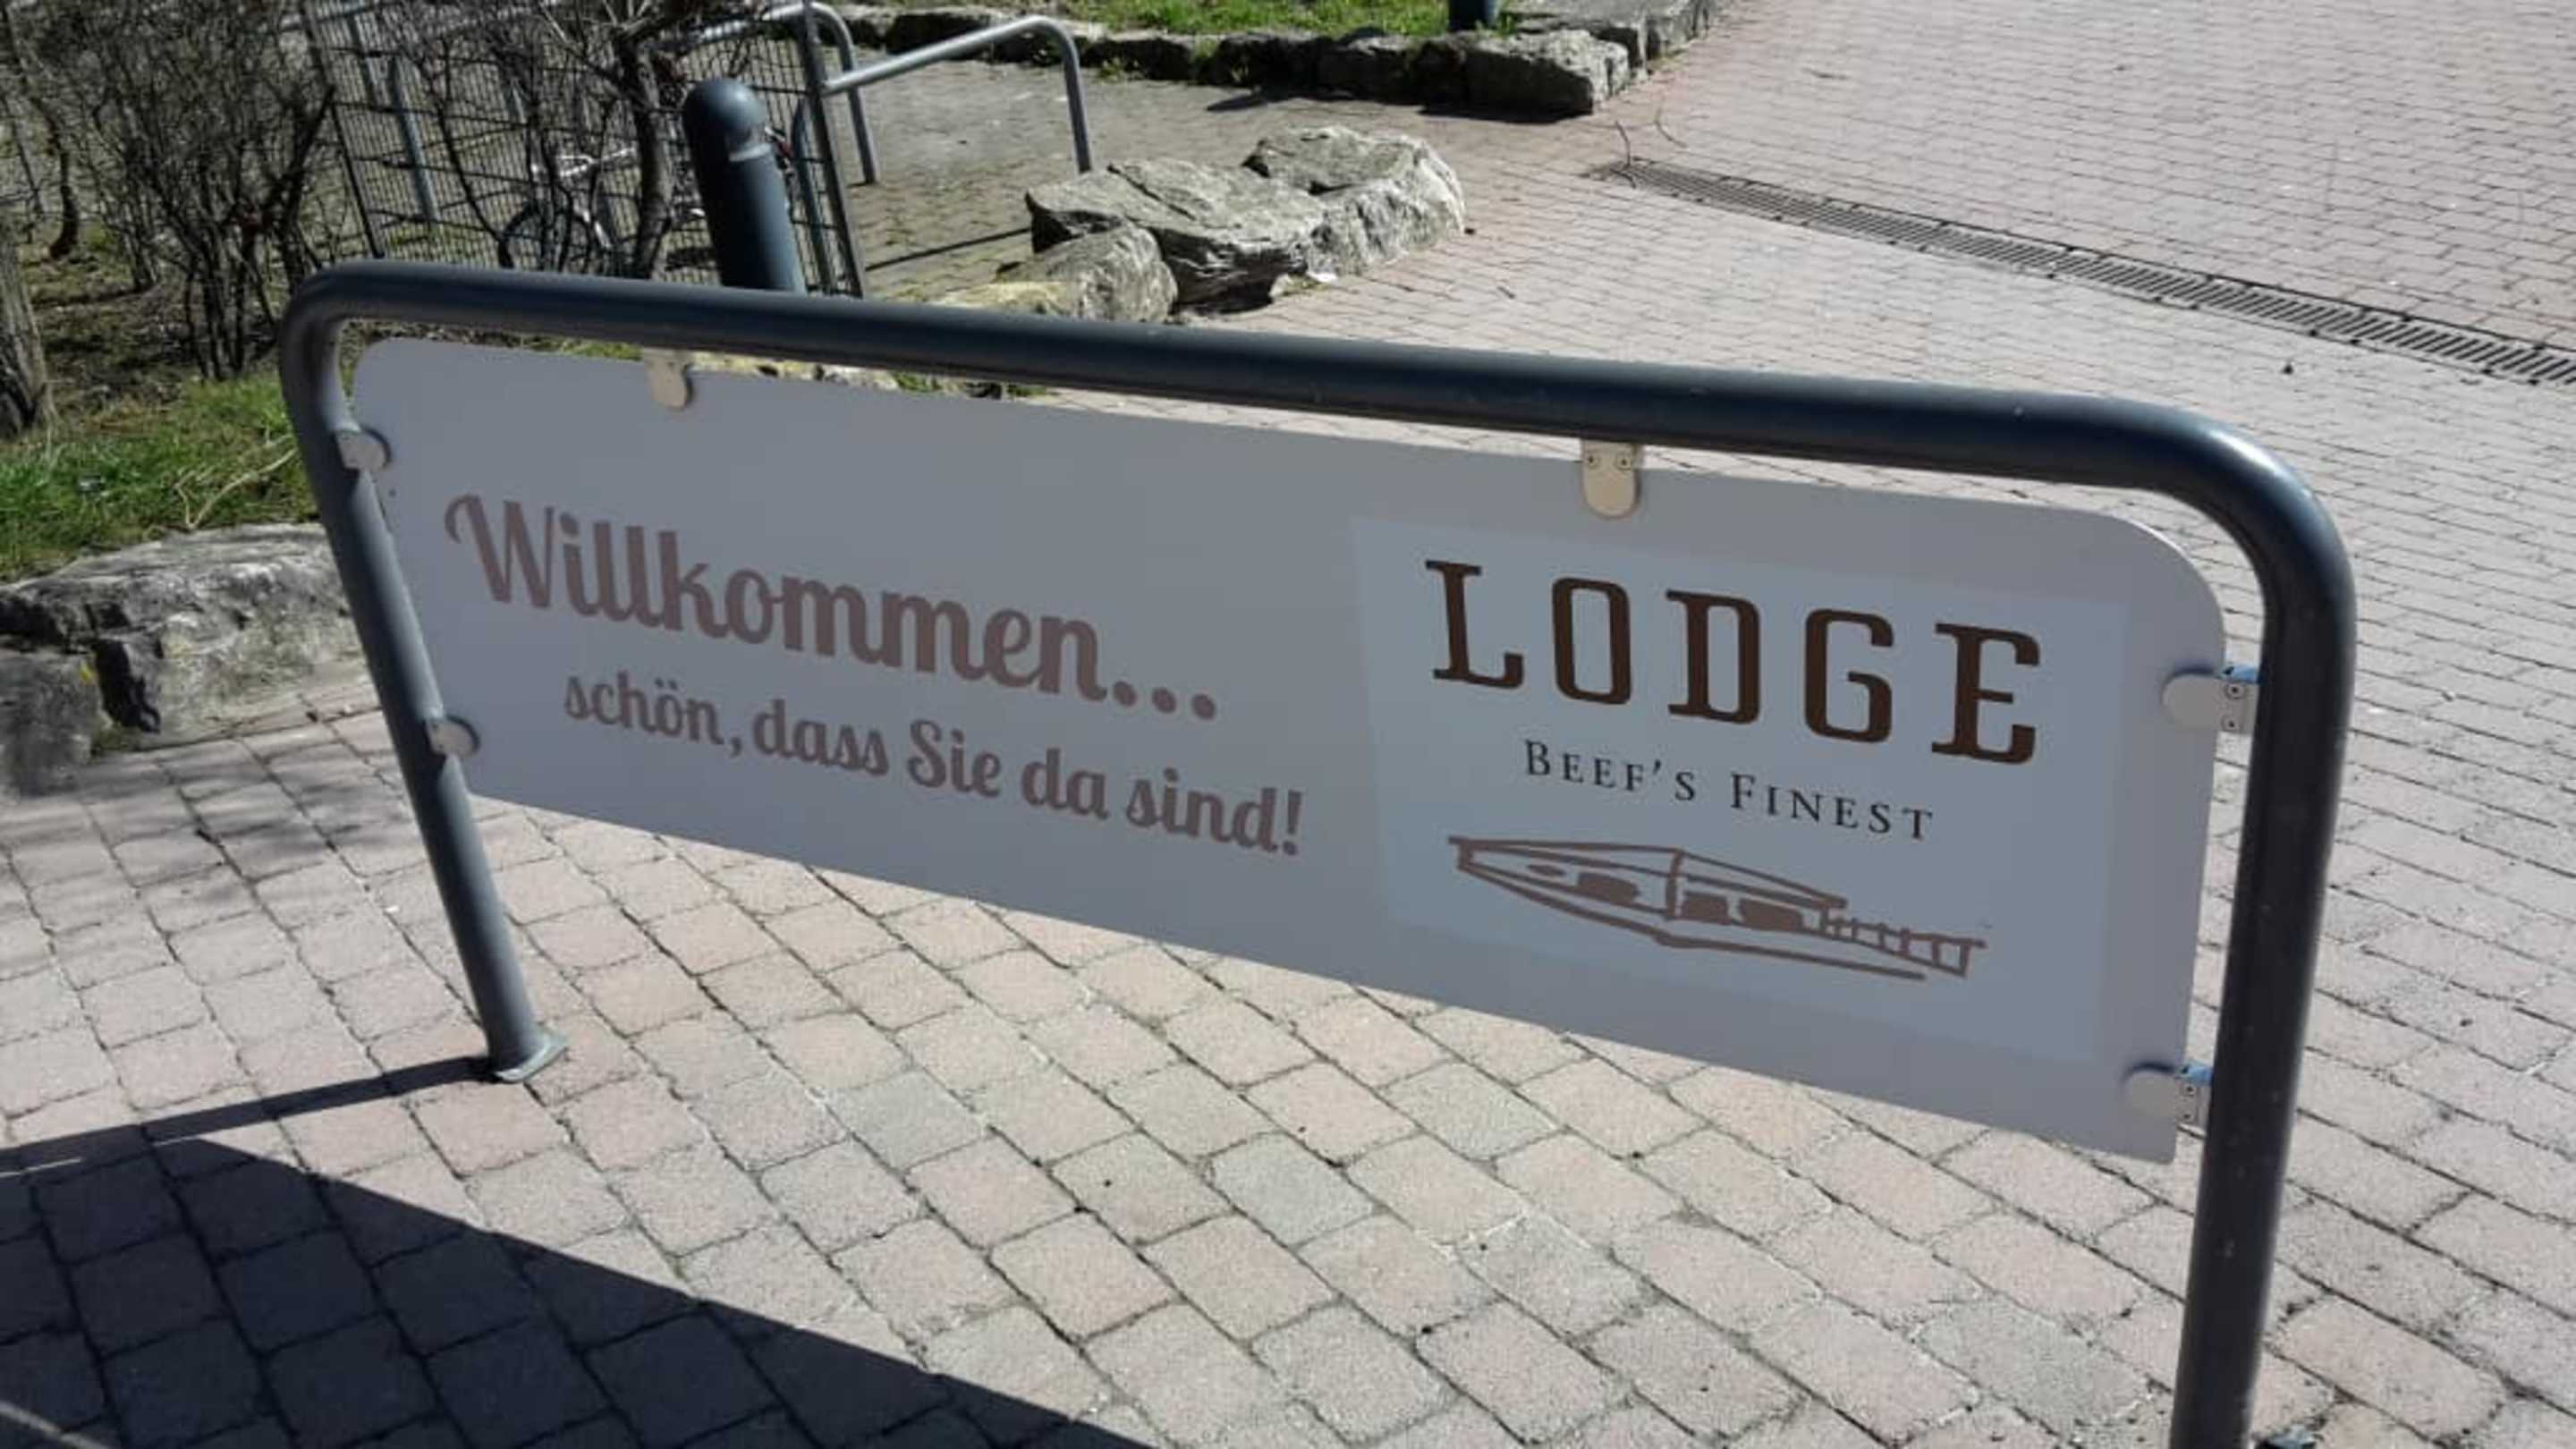 Willkommen...
schön, dass Sie da sind!
LODGE
BEEF'S FINEST